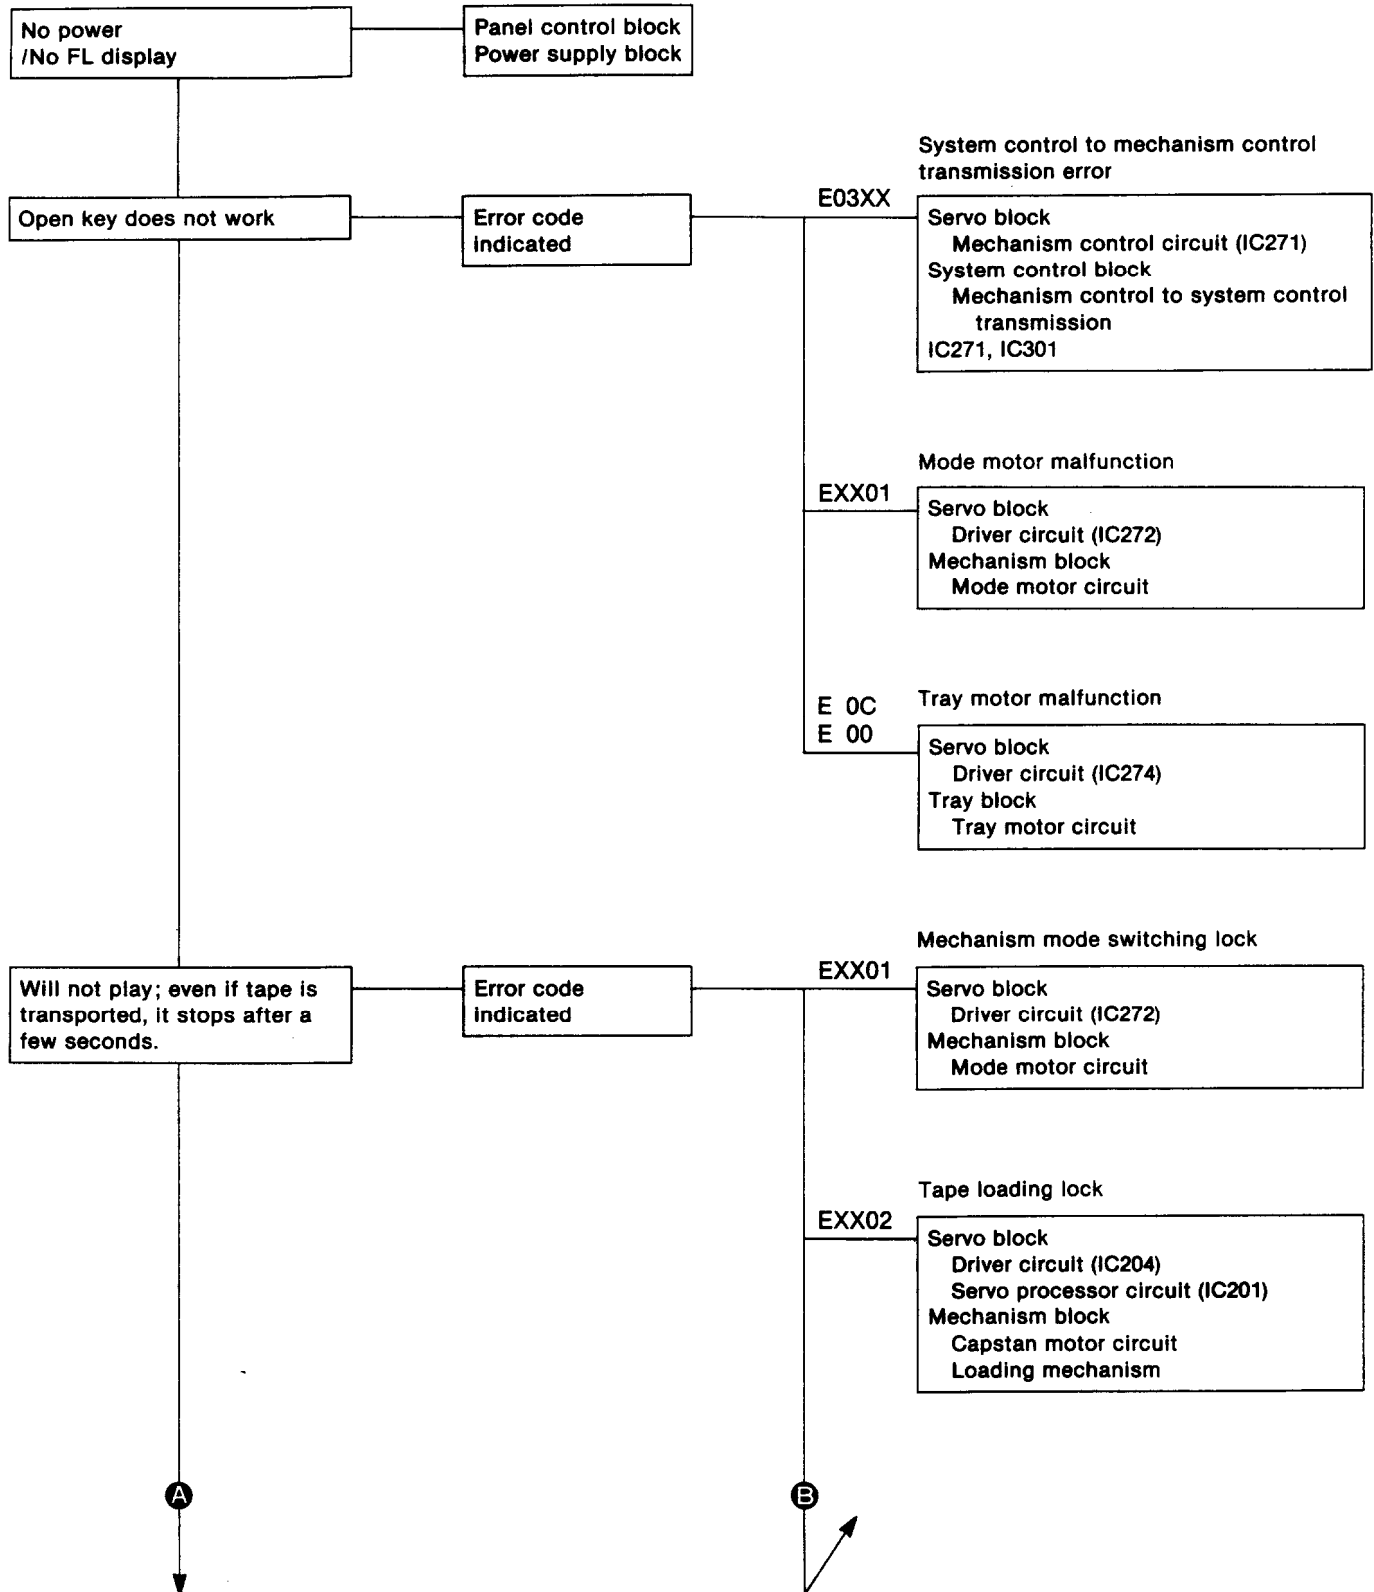 No power
/No FL display
Panel control block
Power supply block
System control to mechanism control
transmission error
Open key does not work
Error code
indicated
E03XX
Servo block
Mechanism control circuit (IC271)
System control block
Mechanism control to system control
transmission
IC271, IC301
Mode motor malfunction
EXX01
Servo block
Driver circuit (IC272)
Mechanism block
Mode motor circuit
E 0C
E 00
Tray motor malfunction
Servo block
Driver circuit (IC274)
Tray block
Tray motor circuit
Mechanism mode switching lock
Will not play; even if tape is
transported, it stops after a
few seconds.
Error code
indicated
EXX01
Servo block
Driver circuit (IC272)
Mechanism block
Mode motor circuit
Tape loading lock
EXX02
Servo block
Driver circuit (IC204)
Servo processor circuit (IC201)
Mechanism block
Capstan motor circuit
Loading mechanism
A
B